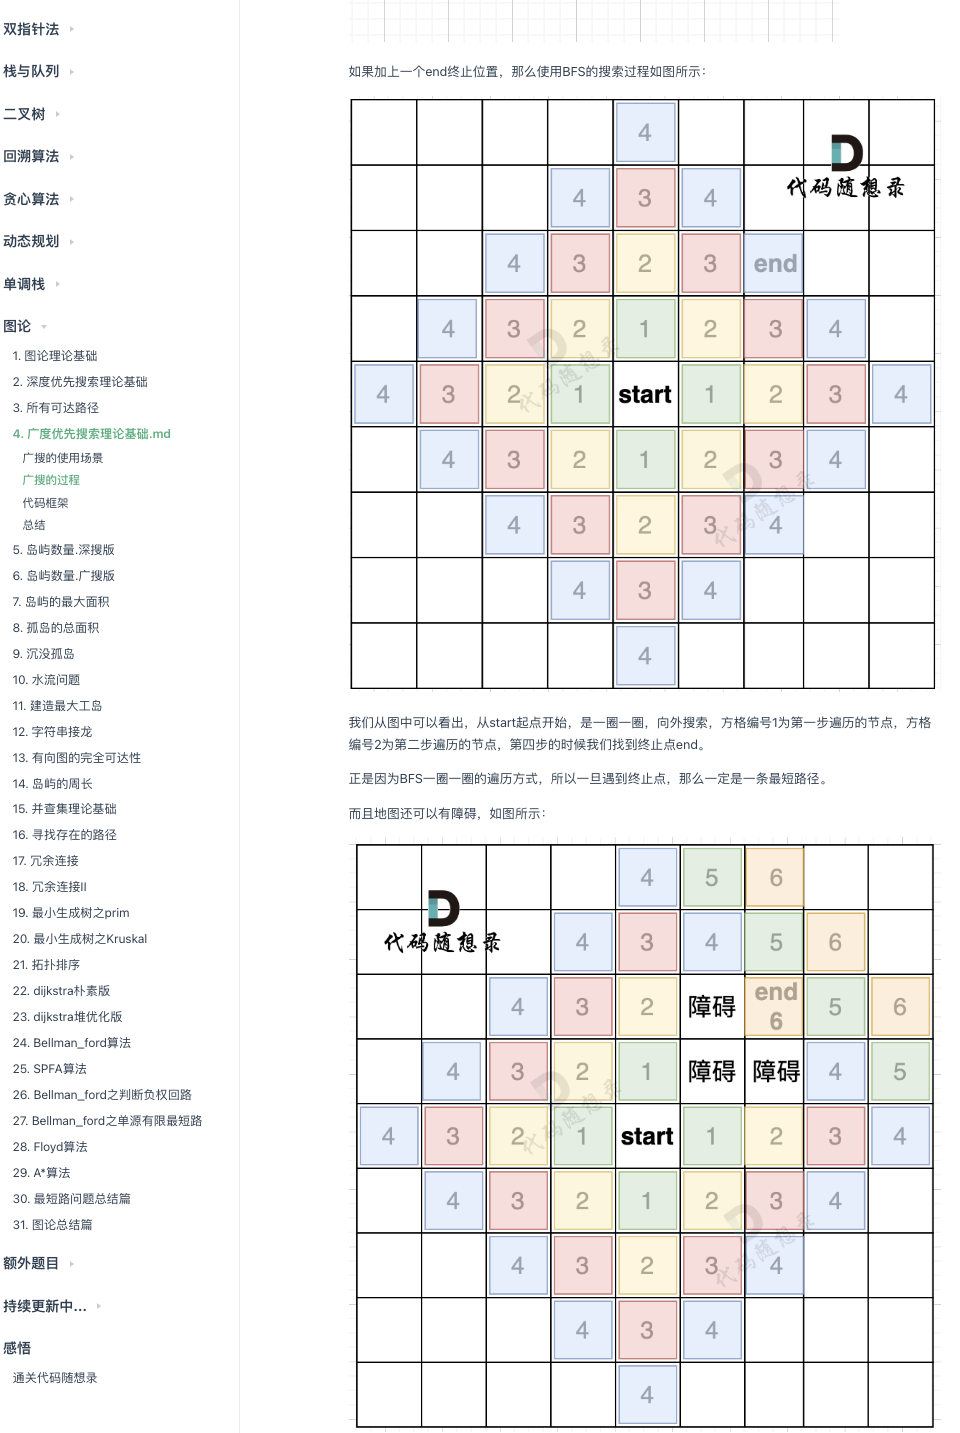 双指针法
栈与队列
二叉树
回溯算法
贪心算法
动态规划
单调栈
图论
1. 图论理论基础
2. 深度优先搜索理论基础
3. 所有可达路径
4. 广度优先搜索理论基础.md
广搜的使用场景
广搜的过程
代码框架
总结
5. 岛屿数量.深搜版
6. 岛屿数量.广搜版
7. 岛屿的最大面积
8. 孤岛的总面积
9. 沉没孤岛
10. 水流问题
11. 建造最大工岛
12. 字符串接龙
13. 有向图的完全可达性
14. 岛屿的周长
15. 并查集理论基础
16. 寻找存在的路径
17. 冗余连接
18. 冗余连接II
19. 最小生成树之prim
20. 最小生成树之Kruskal
21. 拓扑排序
22. dijkstra朴素版
23. dijkstra堆优化版
24. Bellman_ford算法
25. SPFA算法
26. Bellman_ford之判断负权回路
27. Bellman_ford之单源有限最短路
28. Floyd算法
29. A*算法
30. 最短路问题总结篇
31. 图论总结篇
额外题目
持续更新中...
感悟
通关代码随想录
如果加上一个end终止位置，那么使用BFS的搜索过程如图所示：
4
代码随想录
4 3 4
4 3 2 3 end
4 3 2 1 2 3 4
4 3 2 1 start 1 2 3 4
4 3 2 1 2 3 4
4 3 2 3 4
4 3 4
4
代码随想录
代码随想录
我们从图中可以看出，从start起点开始，是一圈一圈，向外搜索，方格编号1为第一步遍历的节点，方格
编号2为第二步遍历的节点，第四步的时候我们找到终止点end。
正是因为BFS一圈一圈的遍历方式，所以一旦遇到终止点，那么一定是一条最短路径。
而且地图还可以有障碍，如图所示：
4 5 6
代码随想录
4 3 4 5 6
4 3 2 障碍 end 6 5 6
4 3 2 1 障碍 障碍 4 5
4 3 2 1 start 1 2 3 4
4 3 2 1 2 3 4
4 3 2 3 4
4 3 4
4
代码随想录
代码随想录